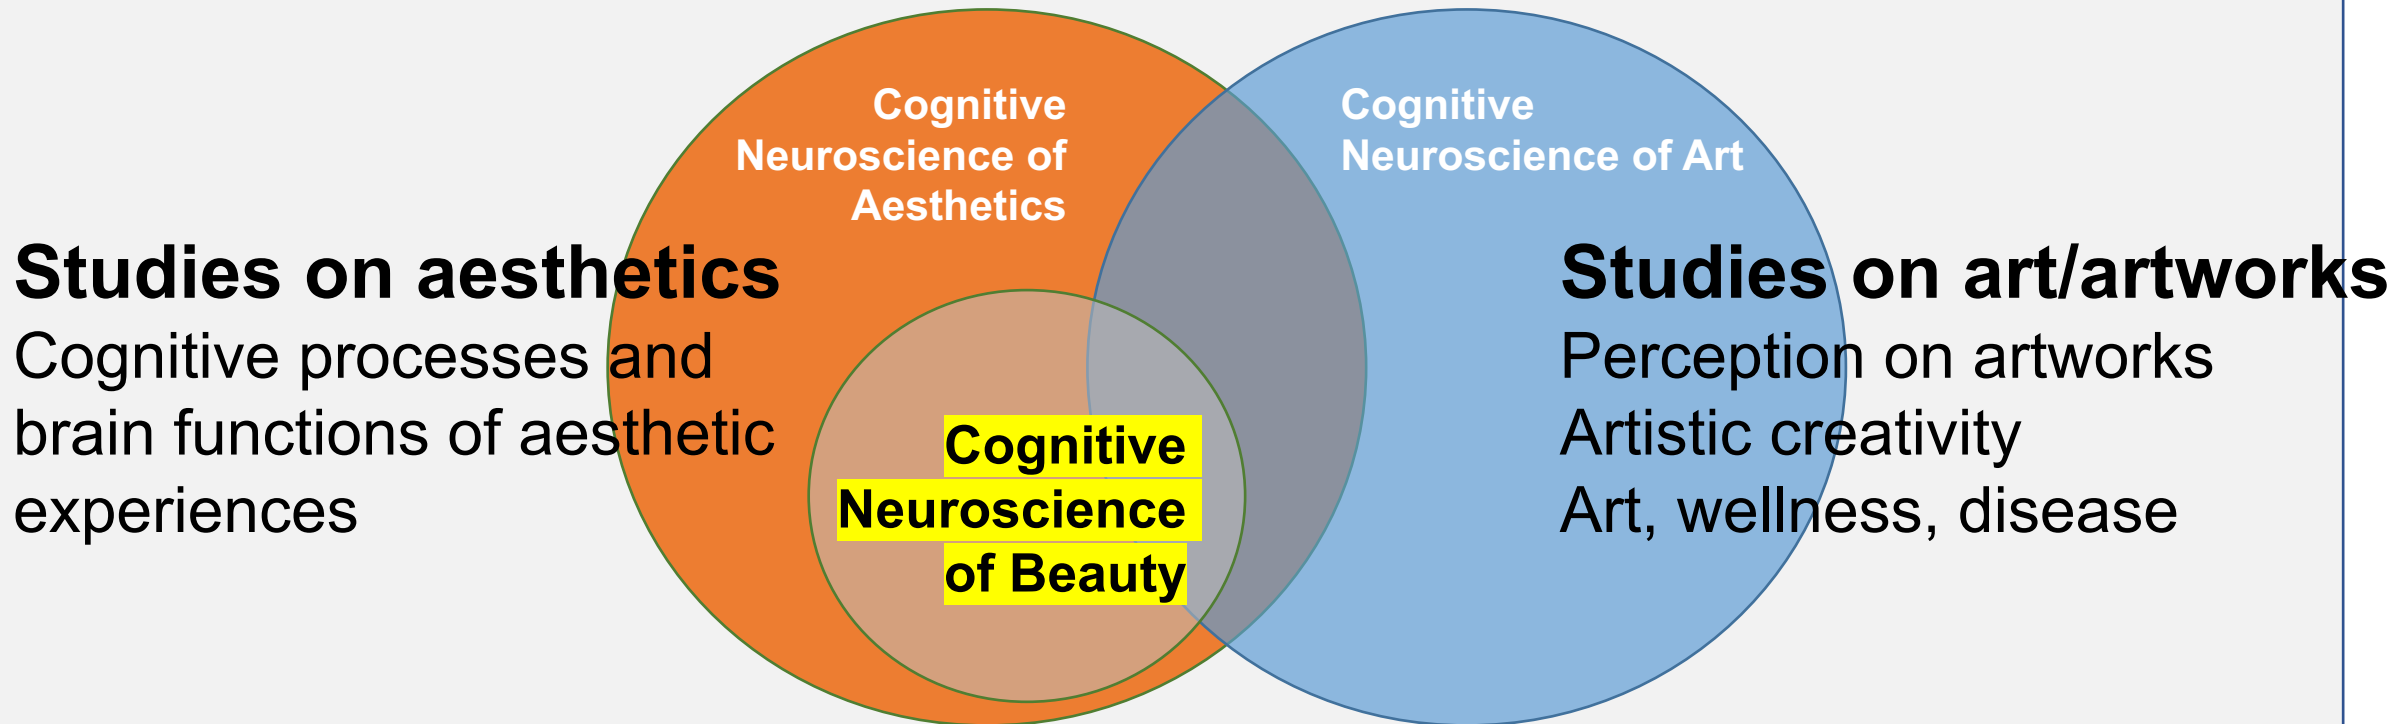 Cognitive
Neuroscience of
Aesthetics
Cognitive
Neuroscience of Art
Studies on aesthetics
Cognitive processes and
brain functions of aesthetic
experiences
Cognitive
Neuroscience
of Beauty
Studies on art/artworks
Perception on artworks
Artistic creativity
Art, wellness, disease